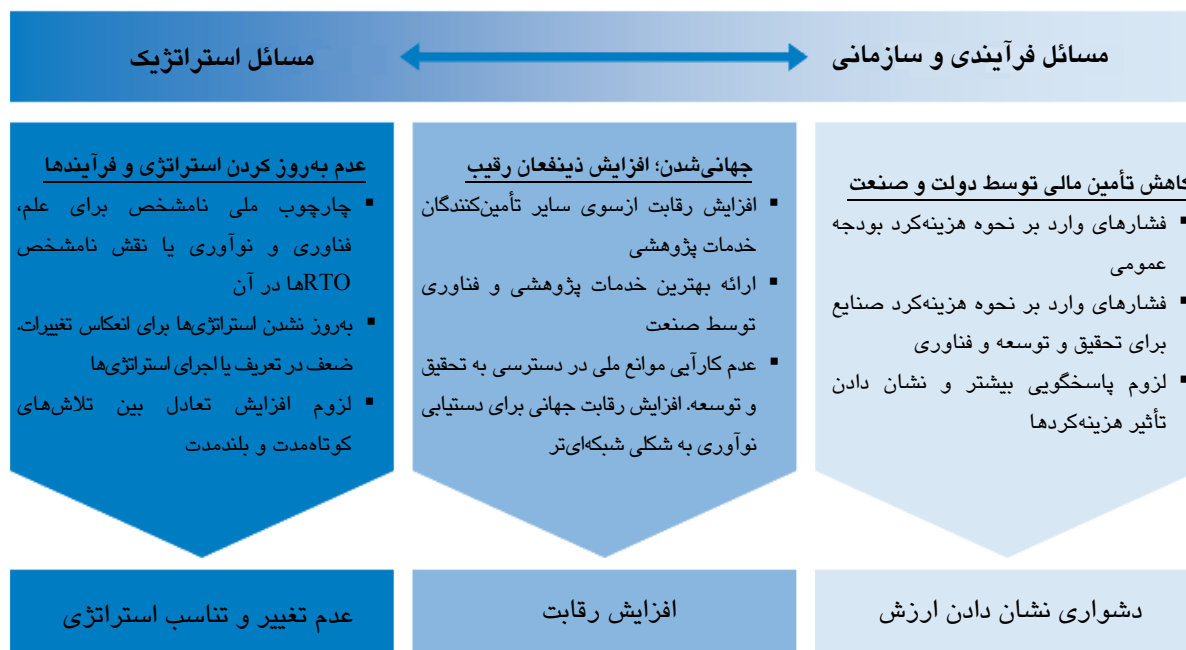 مسائل فرآیندی و سازمانی
مسائل استراتژیک
کاهش تأمین مالی توسط دولت و صنعت
▪ فشارهای وارد بر نحوه هزینه‌کرد بودجه
عمومی
▪ فشارهای وارد بر نحوه هزینه‌کرد صنایع
برای تحقیق و توسعه و فناوری
▪ لزوم پاسخگویی بیشتر و نشان دادن
تأثیر هزینه‌کردها
دشواری نشان دادن ارزش
جهانی‌شدن؛ افزایش ذینفعان رقیب
▪ افزایش رقابت ازسوی سایر تأمین‌کنندگان
خدمات پژوهشی
▪ ارائه بهترین خدمات پژوهشی و فناوری
توسط صنعت
▪ عدم کارآیی موانع ملی در دسترسی به تحقیق
و توسعه. افزایش رقابت جهانی برای دستیابی
نوآوری به شکلی شبکه‌ای‌تر
افزایش رقابت
عدم به‌روز کردن استراتژی و فرآیندها
▪ چارچوب ملی نامشخص برای علم،
فناوری و نوآوری یا نقش نامشخص
RTOها در آن
▪ به‌روز نشدن استراتژی‌ها برای انعکاس تغییرات.
ضعف در تعریف یا اجرای استراتژی‌ها
▪ لزوم افزایش تعادل بین تلاش‌های
کوتاه‌مدت و بلندمدت
عدم تغییر و تناسب استراتژی